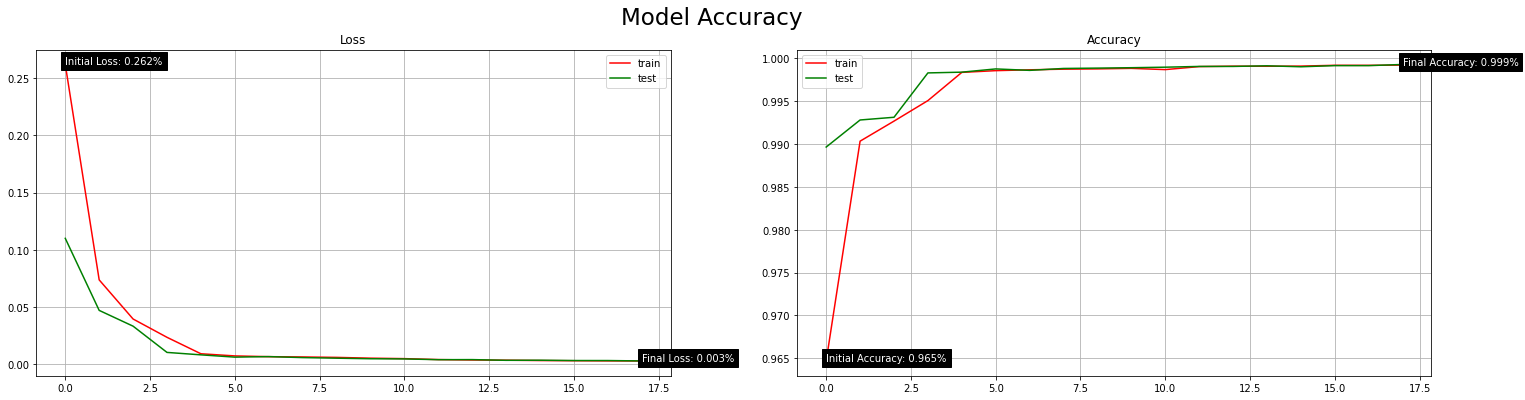 Model Accuracy
Loss
Initial Loss: 0.262%
train
test
0.25
0.20
0.15
0.10
0.05
0.00
Final Loss: 0.003%
0.0 2.5 5.0 7.5 10.0 12.5 15.0 17.5
Accuracy
train
test
Final Accuracy: 0.999%
1.000
0.995
0.990
0.985
0.980
0.975
0.970
0.965
Initial Accuracy: 0.965%
0.0 2.5 5.0 7.5 10.0 12.5 15.0 17.5